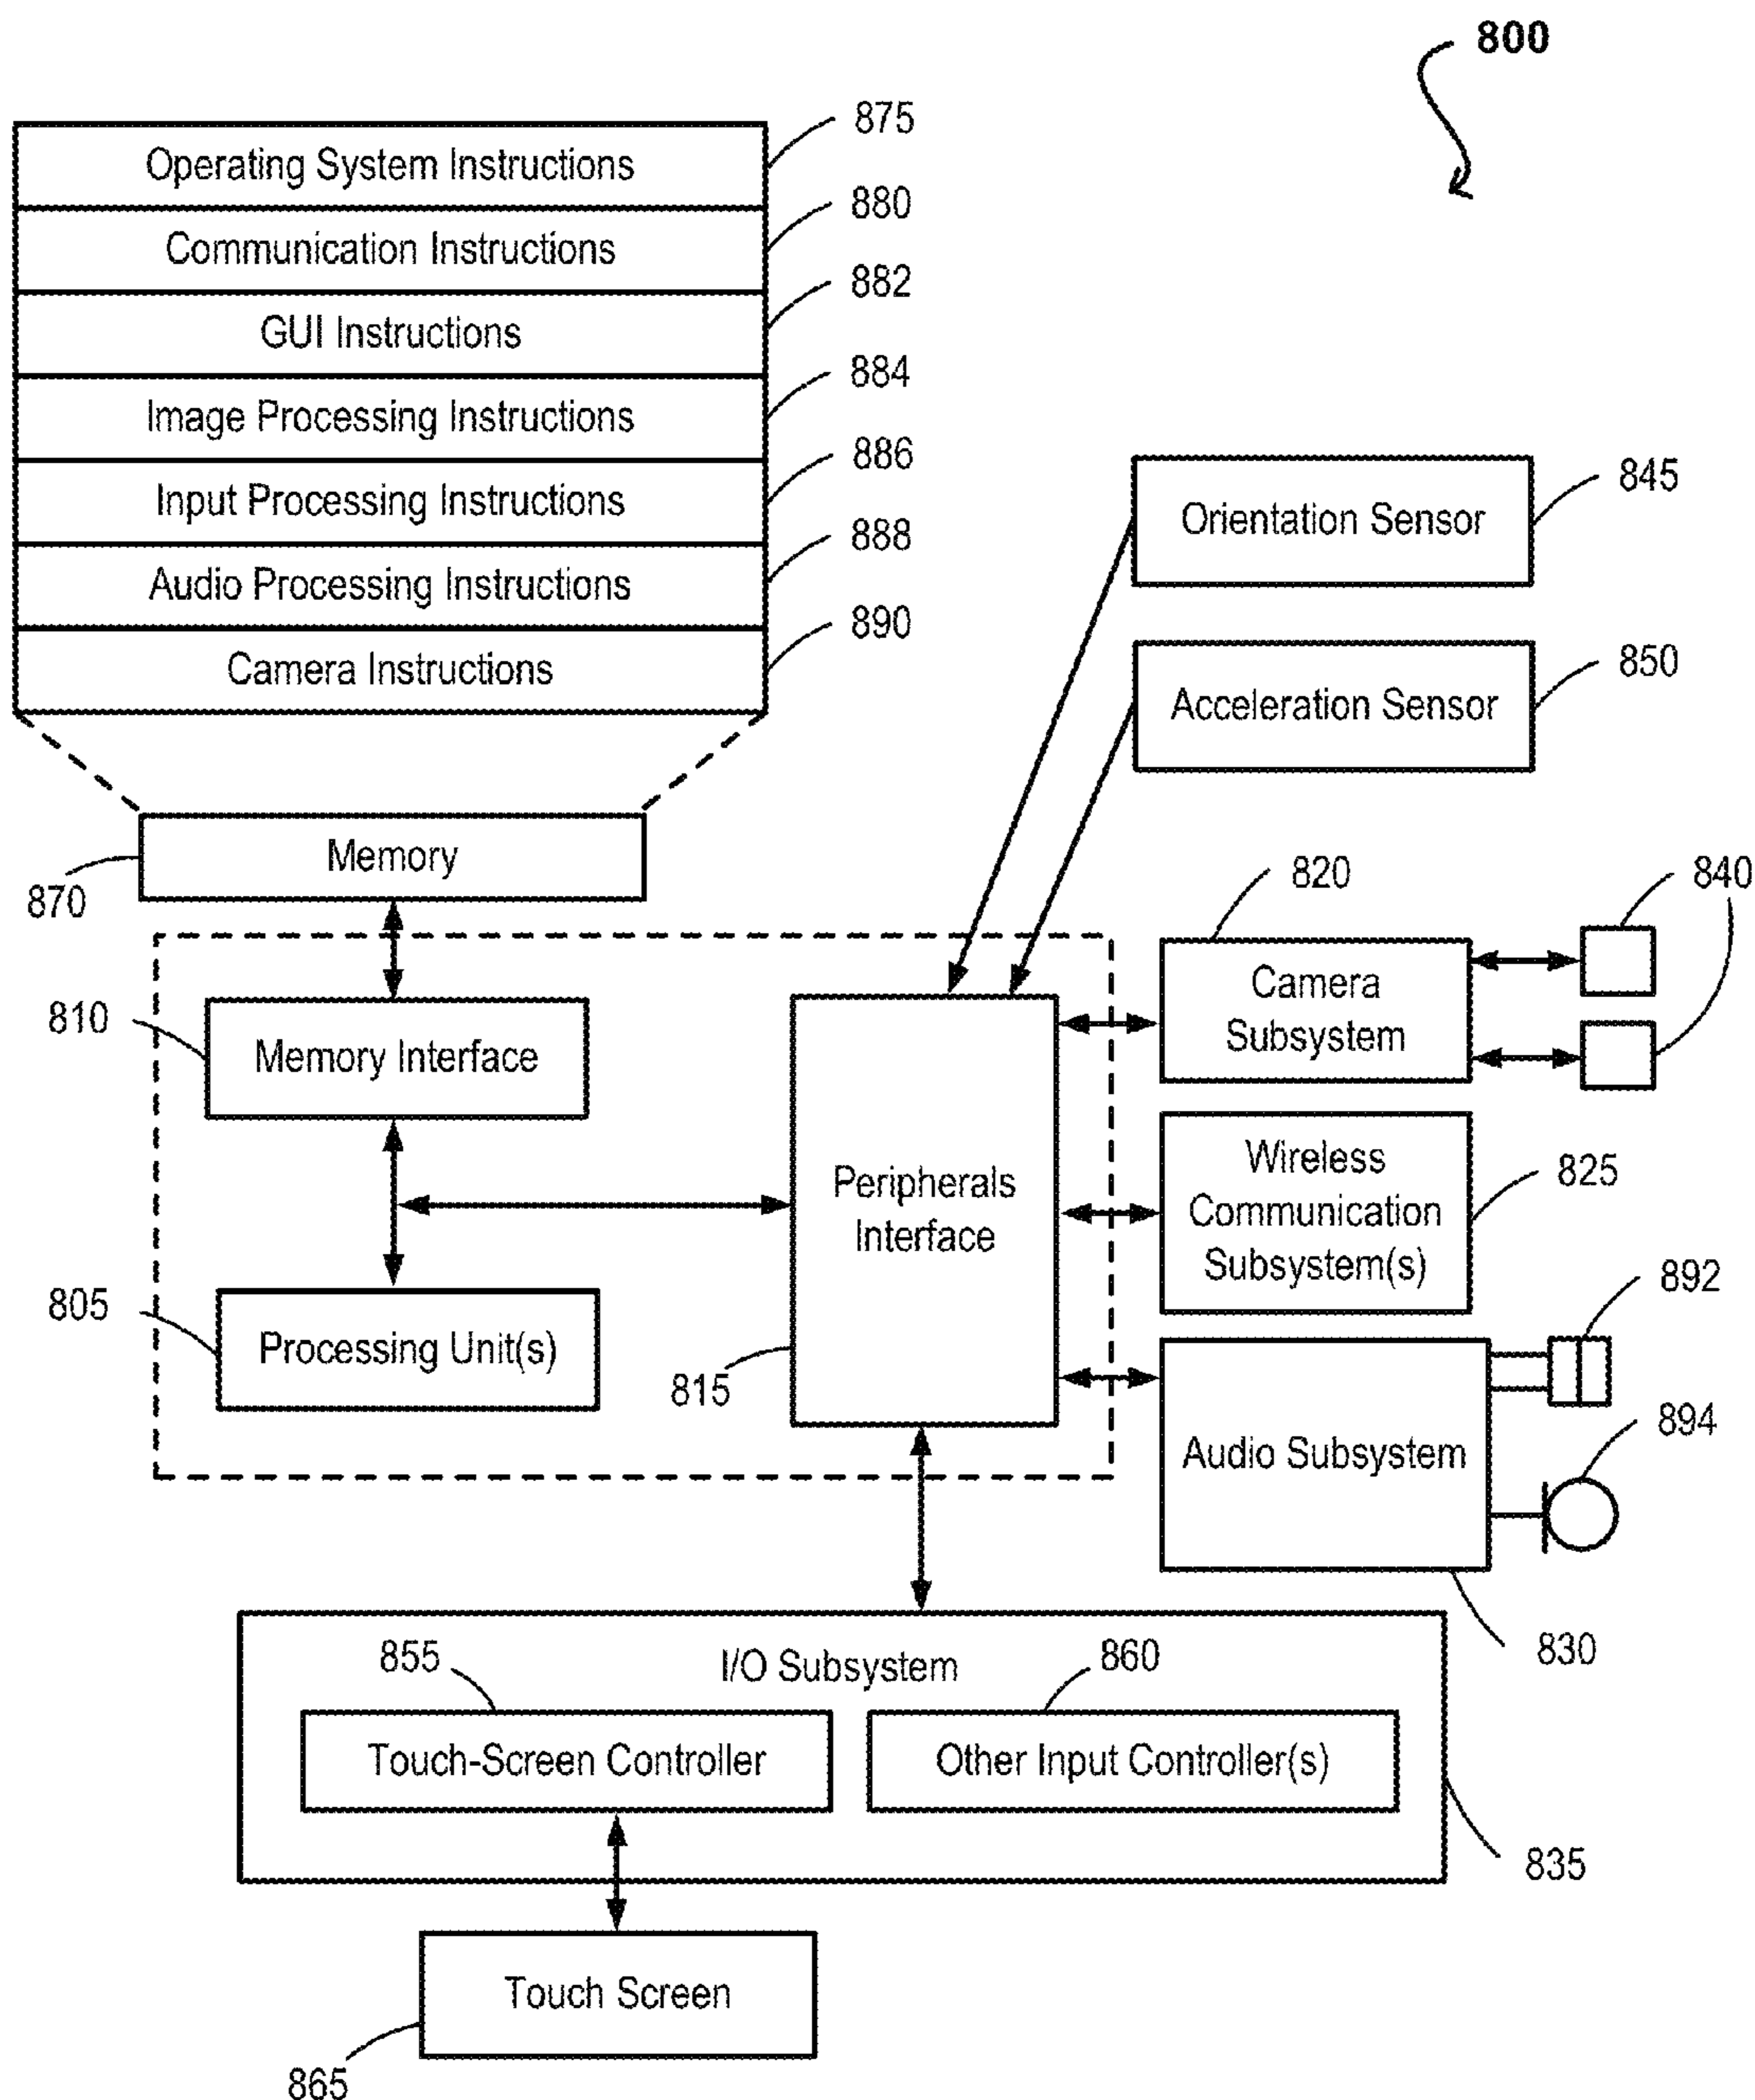 800
875
Operating System Instructions
880
Communication Instructions
882
GUI Instructions
884
Image Processing Instructions
886
Input Processing Instructions
888
Audio Processing Instructions
890
Camera Instructions
845
Orientation Sensor
850
Acceleration Sensor
Memory
870
820
840
Camera
Subsystem
810
Memory Interface
Peripherals
Interface
Wireless
Communication
Subsystem(s)
825
805
Processing Unit(s)
815
892
Audio Subsystem
894
830
855
I/O Subsystem
860
Touch-Screen Controller
Other Input Controller(s)
835
Touch Screen
865